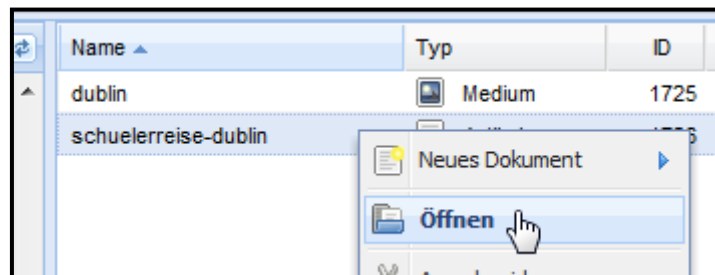 Name Typ ID
dublin Medium 1725
schuelerreise-dublin
Neues Dokument
Öffnen